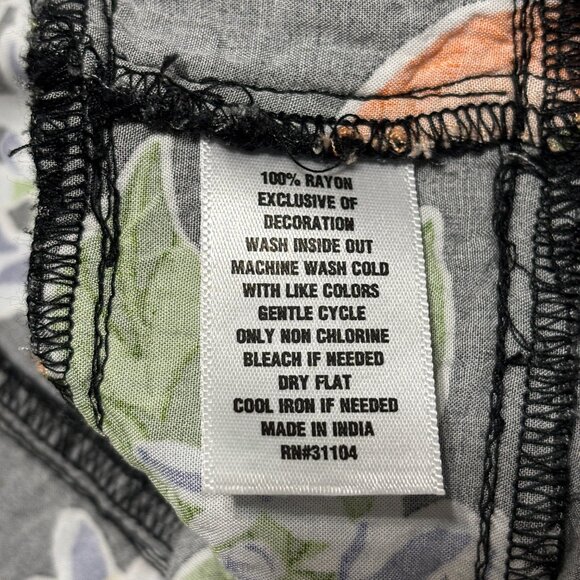 100% RAYON
EXCLUSIVE OF
DECORATION
WASH INSIDE OUT
MACHINE WASH COLD
WITH LIKE COLORS
GENTLE CYCLE
ONLY NON CHLORINE
BLEACH IF NEEDED
DRY FLAT
COOL IRON IF NEEDED
MADE IN INDIA
RN#31104